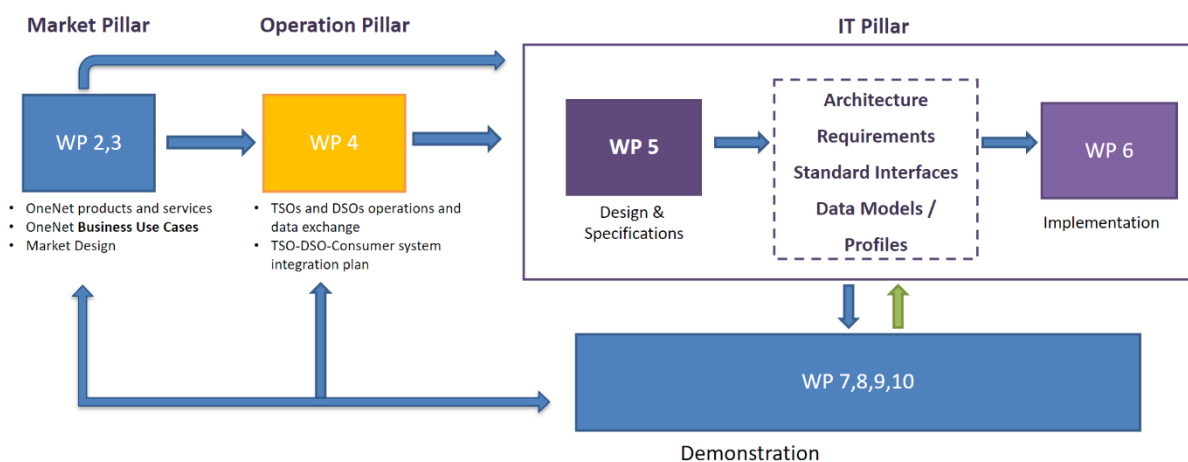 Market Pillar
Operation Pillar
IT Pillar
WP 2,3
• OneNet products and services
• OneNet Business Use Cases
• Market Design
WP 4
• TSOs and DSOs operations and
data exchange
• TSO-DSO-Consumer system
integration plan
WP 5
Design &
Specifications
Architecture
Requirements
Standard Interfaces
Data Models /
Profiles
WP 6
Implementation
WP 7,8,9,10
Demonstration